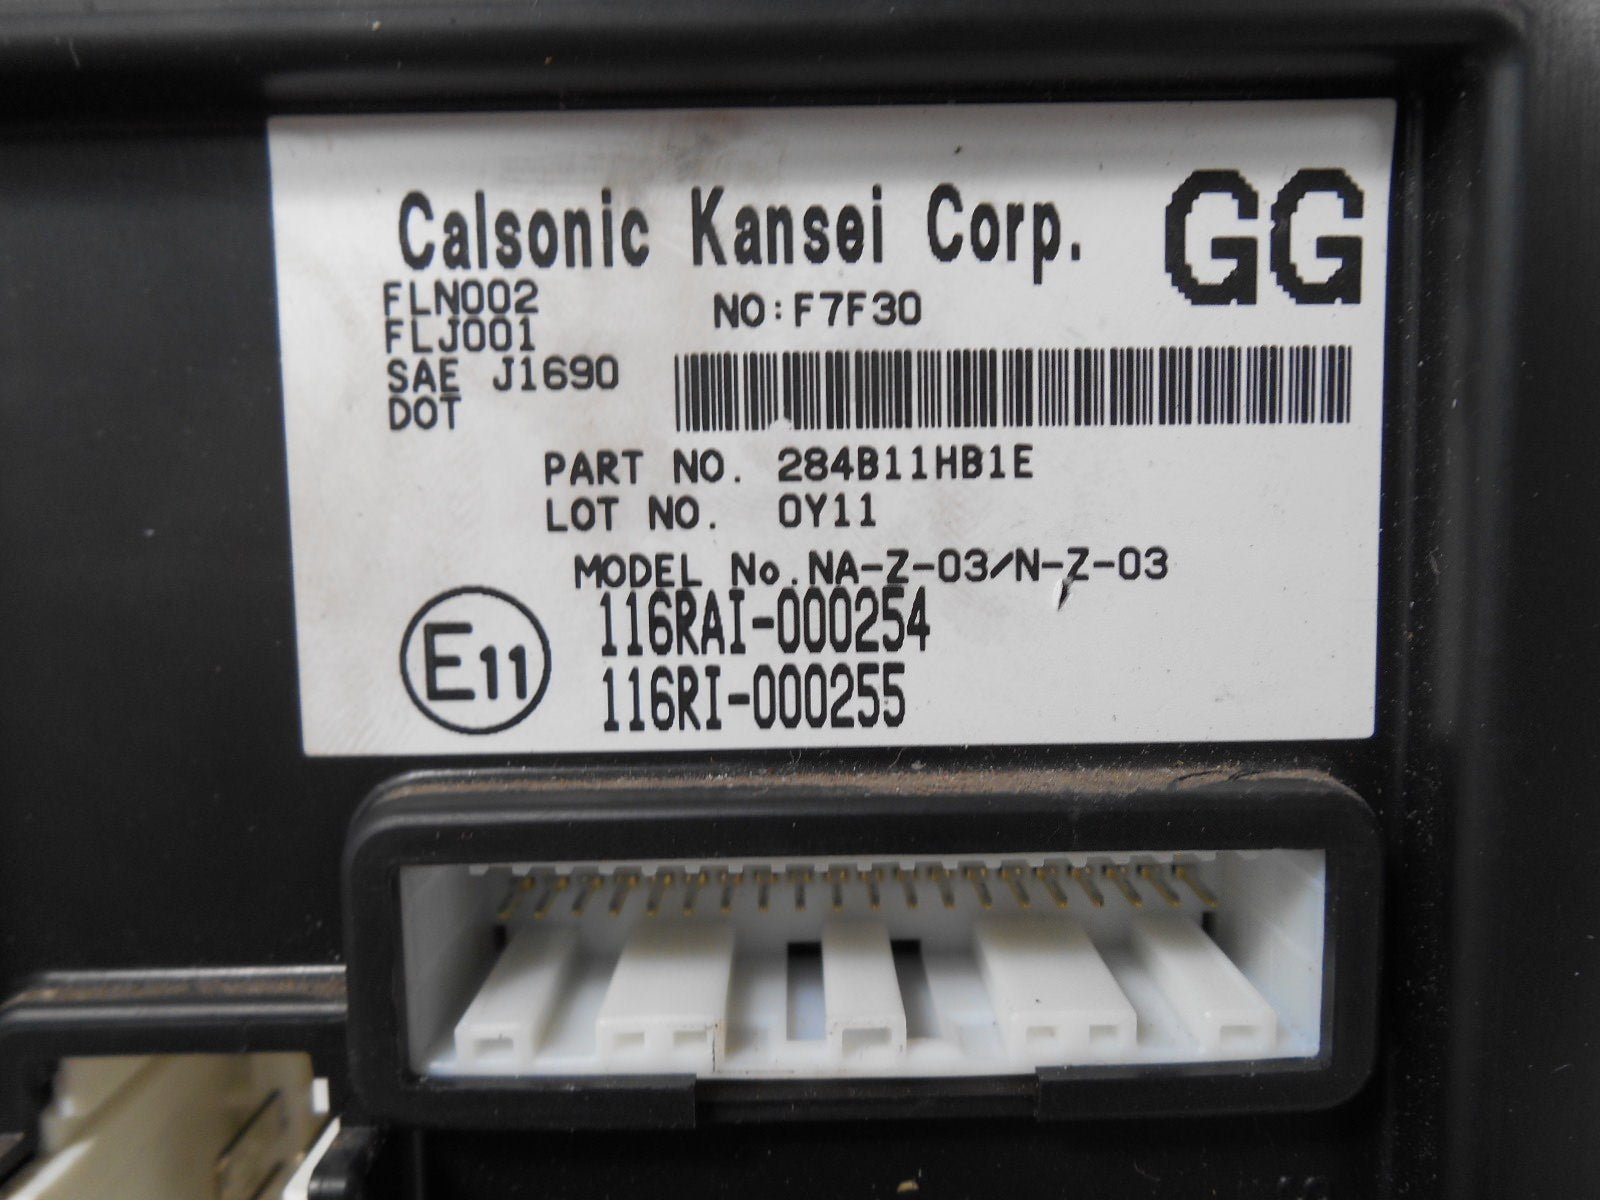 Calsonic Kansei Corp. GG
FLN002 NO:F7F30
FLJ001
SAE J1690
DOT
PART NO. 284B11HB1E
LOT NO. 0Y11
MODEL No.NA-Z-03/N-Z-03
E11 116RAI-000254
116RI-000255